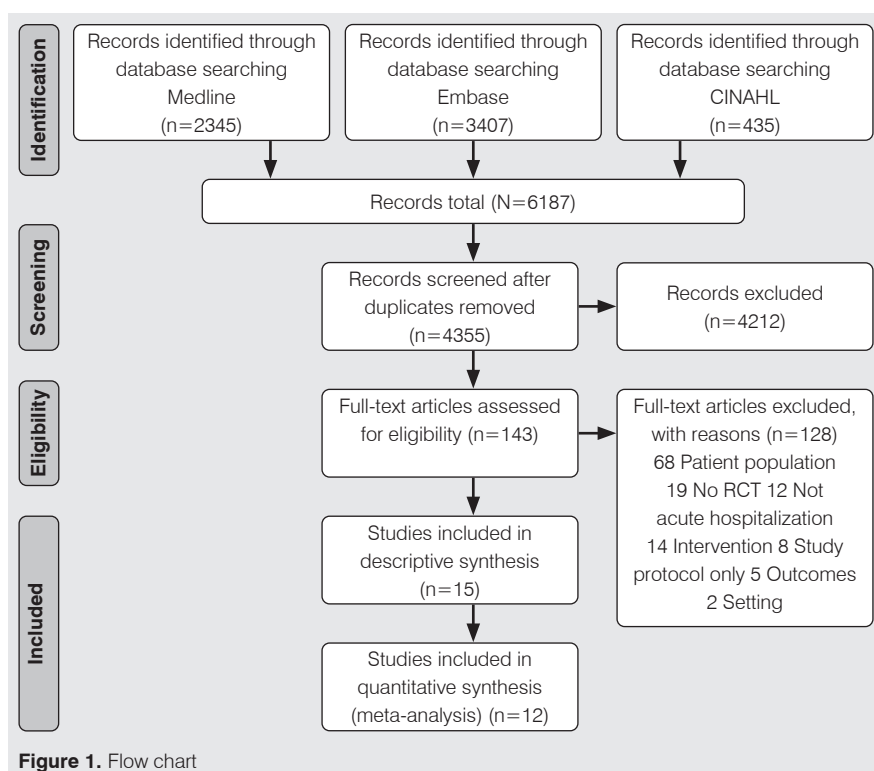 Identification
Records identified through
database searching
Medline
(n=2345)
Records identified through
database searching
Embase
(n=3407)
Records identified through
database searching
CINAHL
(n=435)
Records total (N=6187)
Screening
Records screened after
duplicates removed
(n=4355)
Records excluded
(n=4212)
Eligibility
Full-text articles assessed
for eligibility (n=143)
Full-text articles excluded,
with reasons (n=128)
68 Patient population
19 No RCT 12 Not
acute hospitalization
14 Intervention 8 Study
protocol only 5 Outcomes
2 Setting
Included
Studies included in
descriptive synthesis
(n=15)
Studies included in
quantitative synthesis
(meta-analysis) (n=12)
Figure 1. Flow chart